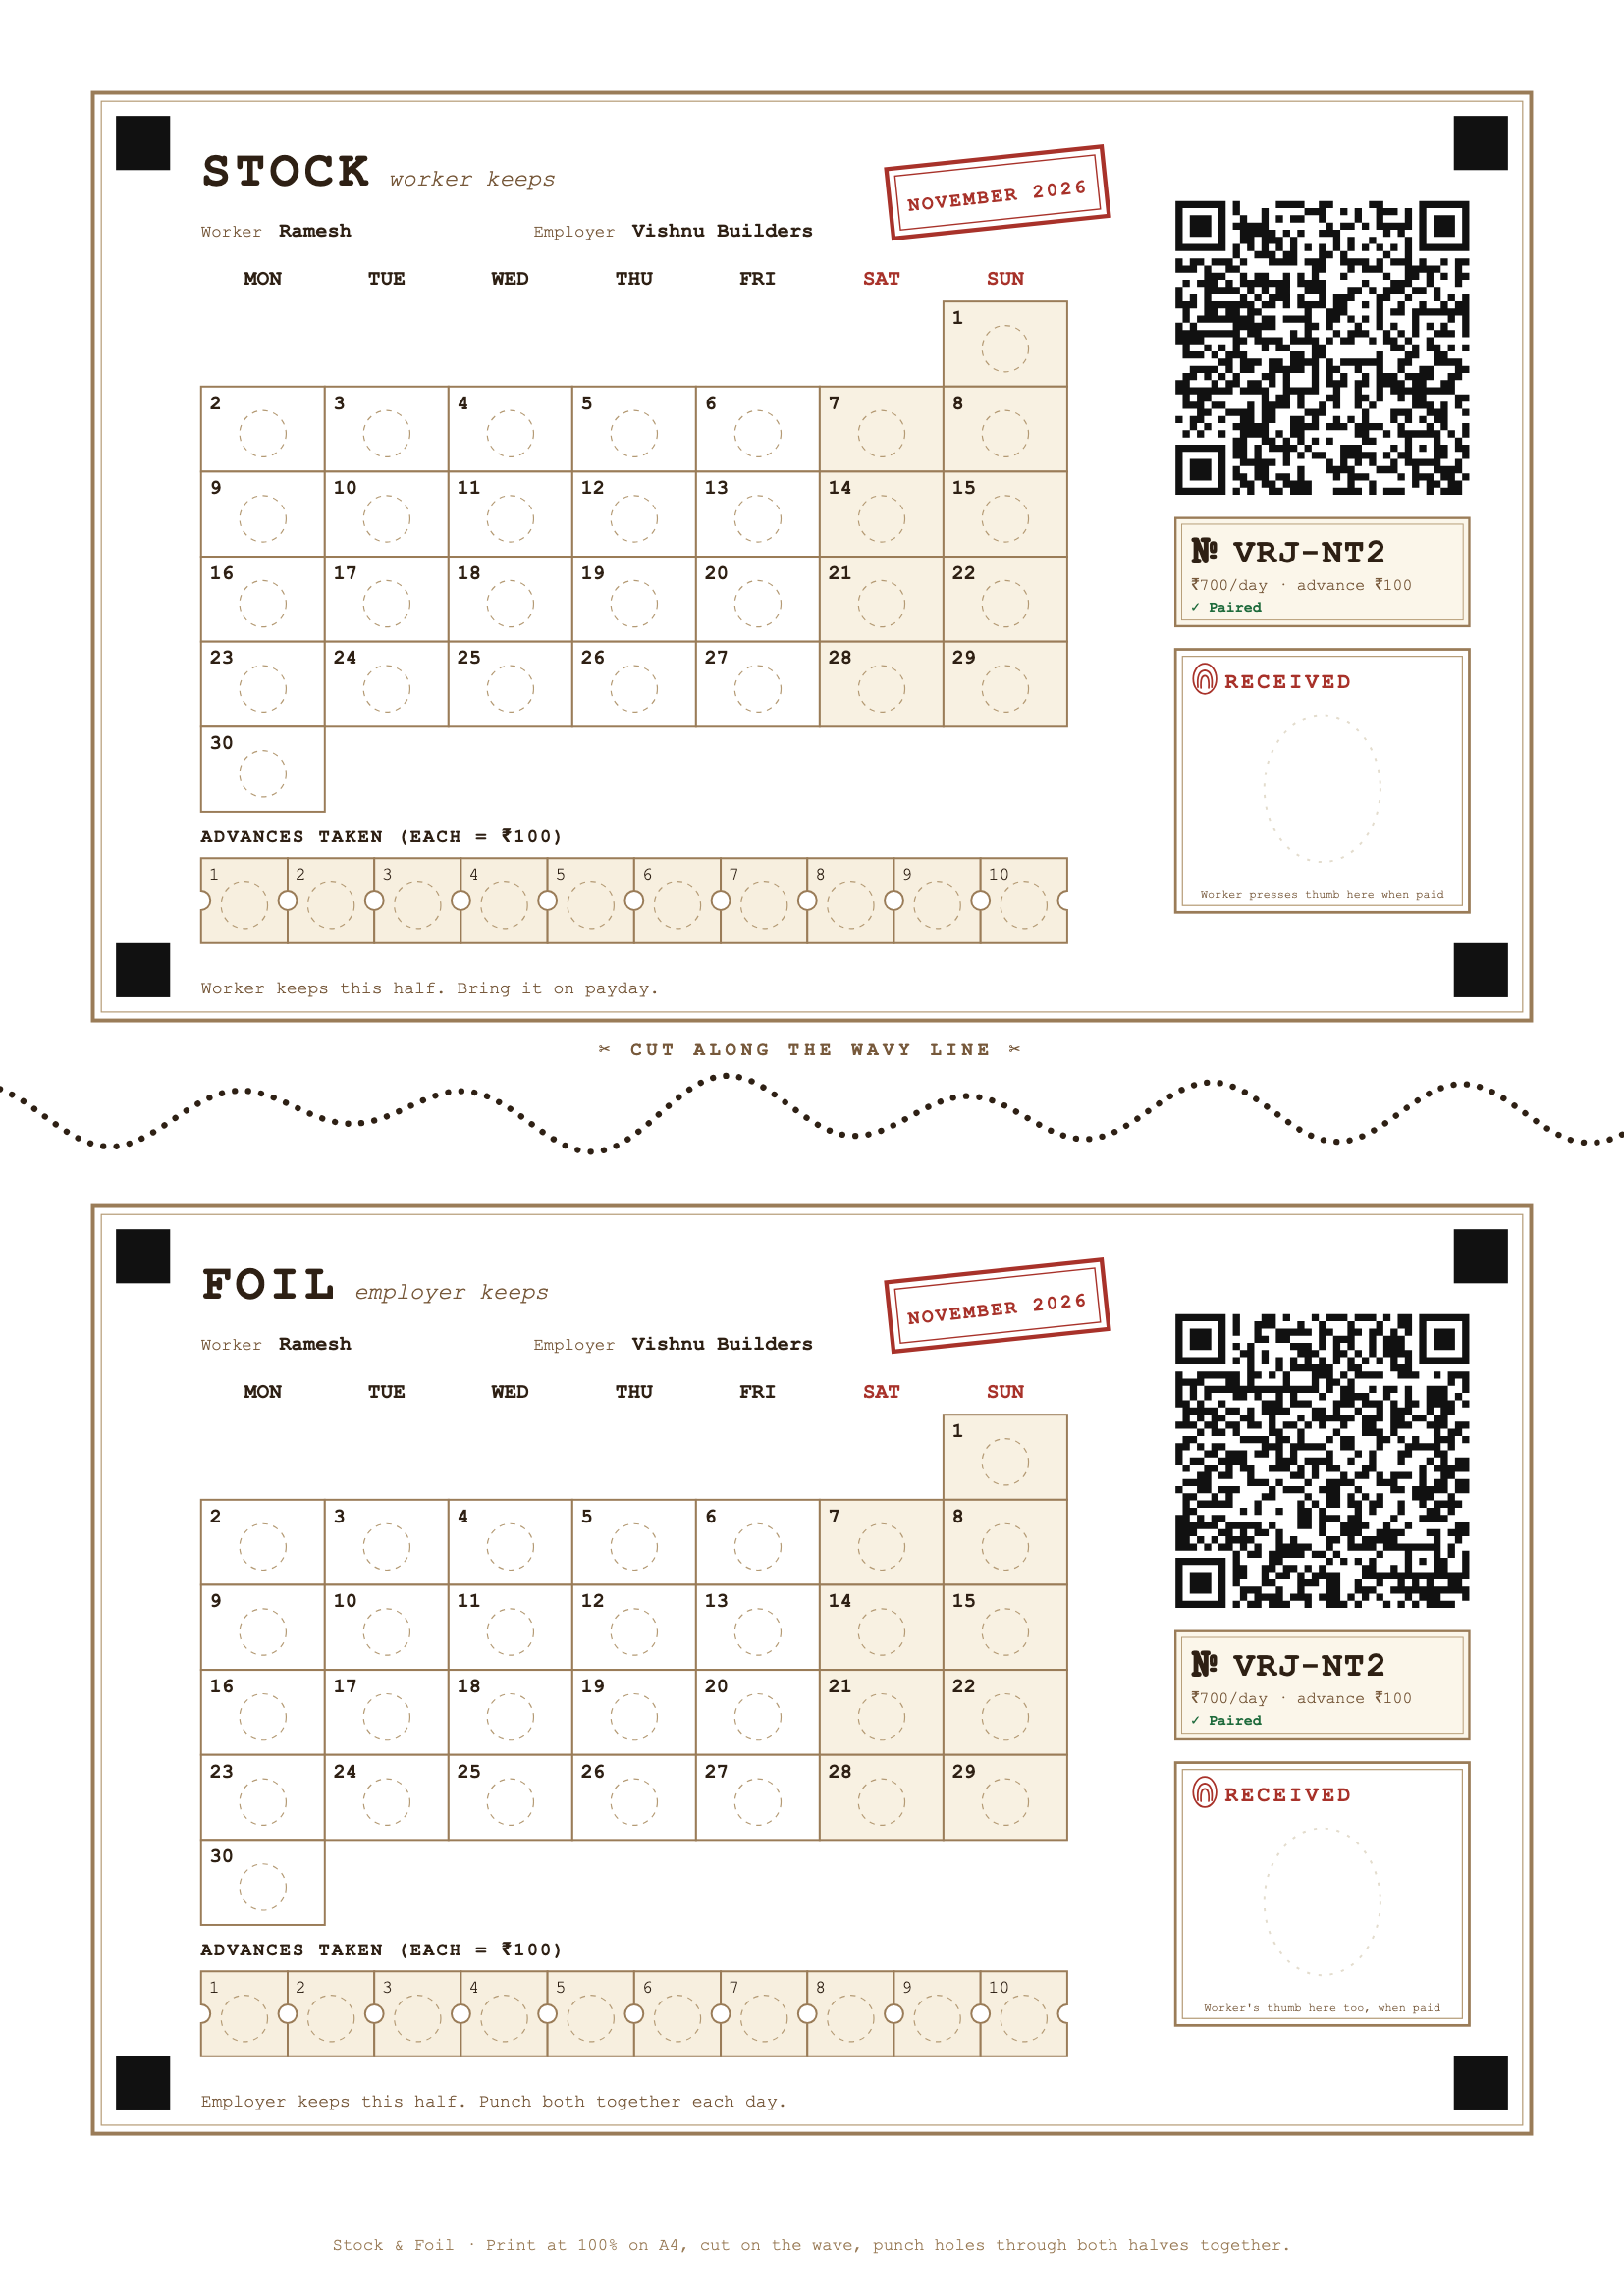 STOCK worker keeps
NOVEMBER 2026
Worker Ramesh Employer Vishnu Builders
MON TUE WED THU FRI SAT SUN
1
2 3 4 5 6 7 8
9 10 11 12 13 14 15
16 17 18 19 20 21 22
23 24 25 26 27 28 29
30
№ VRJ-NT2
₹700/day · advance ₹100
✓ Paired
RECEIVED
Worker presses thumb here when paid
ADVANCES TAKEN (EACH = ₹100)
1 2 3 4 5 6 7 8 9 10
Worker keeps this half. Bring it on payday.
✂ CUT ALONG THE WAVY LINE ✂
FOIL employer keeps
NOVEMBER 2026
Worker Ramesh Employer Vishnu Builders
MON TUE WED THU FRI SAT SUN
1
2 3 4 5 6 7 8
9 10 11 12 13 14 15
16 17 18 19 20 21 22
23 24 25 26 27 28 29
30
№ VRJ-NT2
₹700/day · advance ₹100
✓ Paired
RECEIVED
Worker's thumb here too, when paid
ADVANCES TAKEN (EACH = ₹100)
1 2 3 4 5 6 7 8 9 10
Employer keeps this half. Punch both together each day.
Stock & Foil · Print at 100% on A4, cut on the wave, punch holes through both halves together.